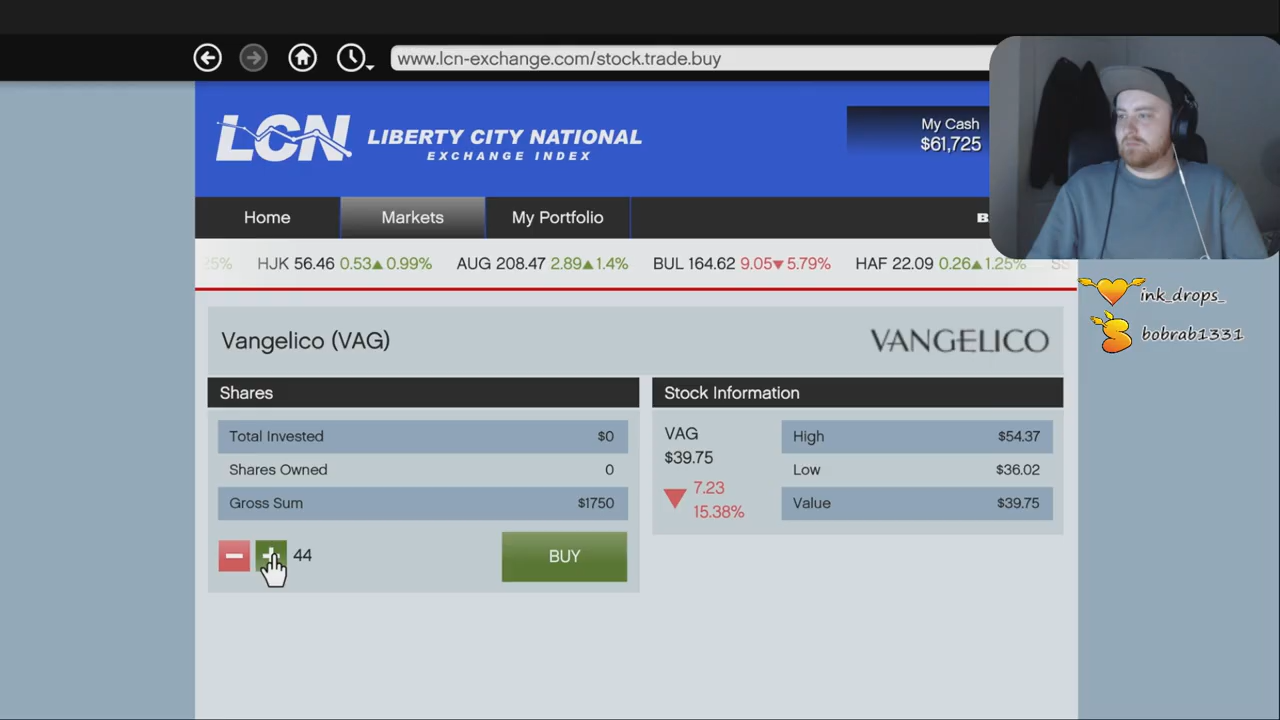 www.lcn-exchange.com/stock.trade.buy
LCN
LIBERTY CITY NATIONAL
EXCHANGE INDEX
My Cash
$61,725
Home
Markets
My Portfolio
B
25% HJK 56.46 0.53▲0.99% AUG 208.47 2.89▲1.4% BUL 164.62 9.05▼5.79% HAF 22.09 0.26▲1.25%
ink_drops_
bobrab1331
Vangelico (VAG)
VANGELICO
Shares
Total Invested $0
Shares Owned 0
Gross Sum $1750
44
BUY
Stock Information
VAG
$39.75
7.23
15.38%
High $54.37
Low $36.02
Value $39.75